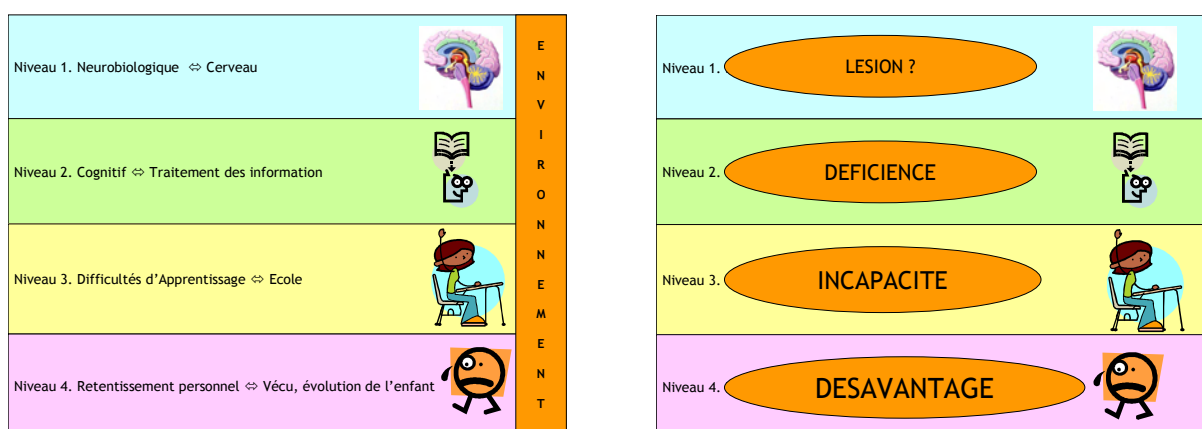 Niveau 1. Neurobiologique ⇔ Cerveau
Niveau 2. Cognitif ⇔ Traitement des information
Niveau 3. Difficultés d’Apprentissage ⇔ Ecole
Niveau 4. Retentissement personnel ⇔ Vécu, évolution de l’enfant
E
N
V
I
R
O
N
N
E
M
E
N
T
Niveau 1. LESION ?
Niveau 2. DEFICIENCE
Niveau 3. INCAPACITE
Niveau 4. DESAVANTAGE